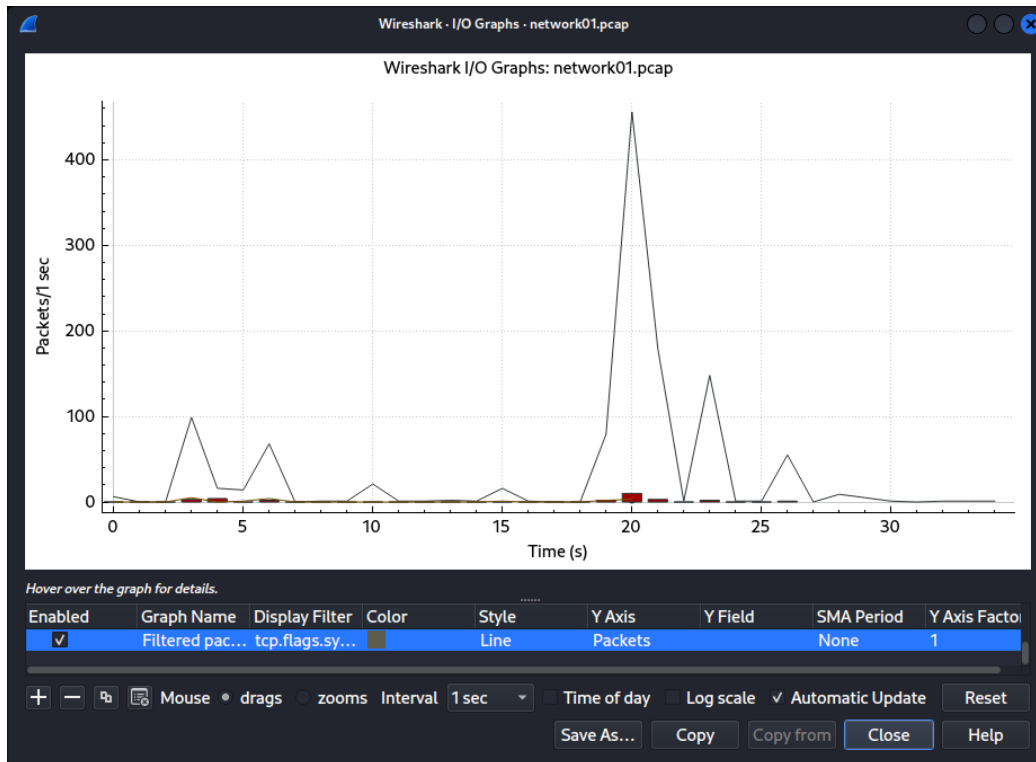 Wireshark · I/O Graphs · network01.pcap
Wireshark I/O Graphs: network01.pcap
400
300
200
100
0
Packets/1 sec
0 5 10 15 20 25 30
Time (s)
Hover over the graph for details.
Enabled Graph Name Display Filter Color Style Y Axis Y Field SMA Period Y Axis Factor
Filtered pac... tcp.flags.sy... Line Packets None 1
Mouse drags zooms Interval 1 sec Time of day Log scale Automatic Update Reset
Save As... Copy Copy from Close Help